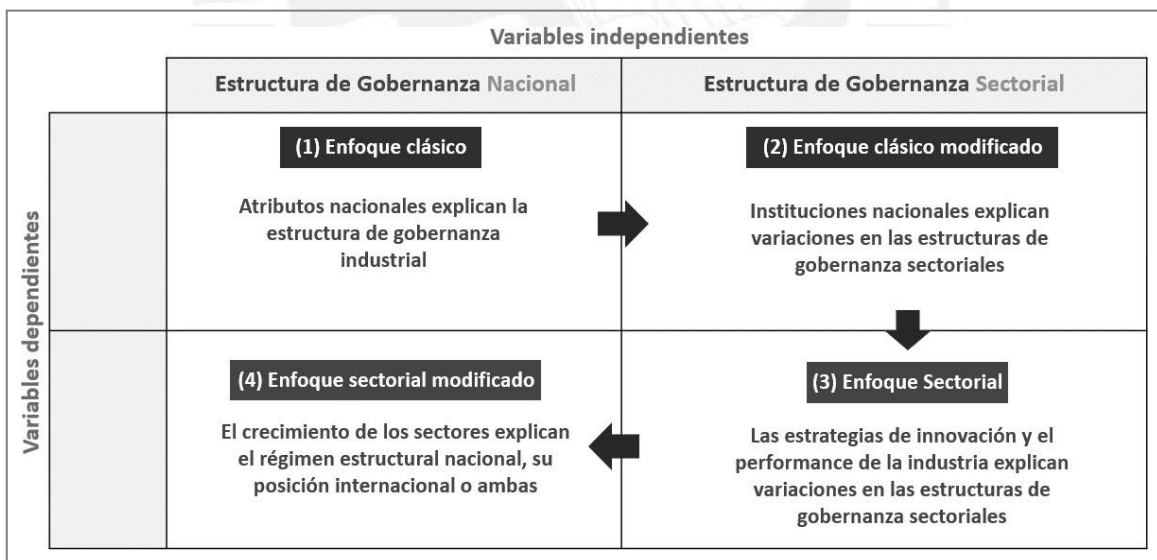 Variables independientes
Estructura de Gobernanza Nacional
Estructura de Gobernanza Sectorial
Variables dependientes
(1) Enfoque clásico
Atributos nacionales explican la
estructura de gobernanza
industrial
(2) Enfoque clásico modificado
Instituciones nacionales explican
variaciones en las estructuras de
gobernanza sectoriales
(4) Enfoque sectorial modificado
El crecimiento de los sectores explican
el régimen estructural nacional, su
posición internacional o ambas
(3) Enfoque Sectorial
Las estrategias de innovación y el
performance de la industria explican
variaciones en las estructuras de
gobernanza sectoriales